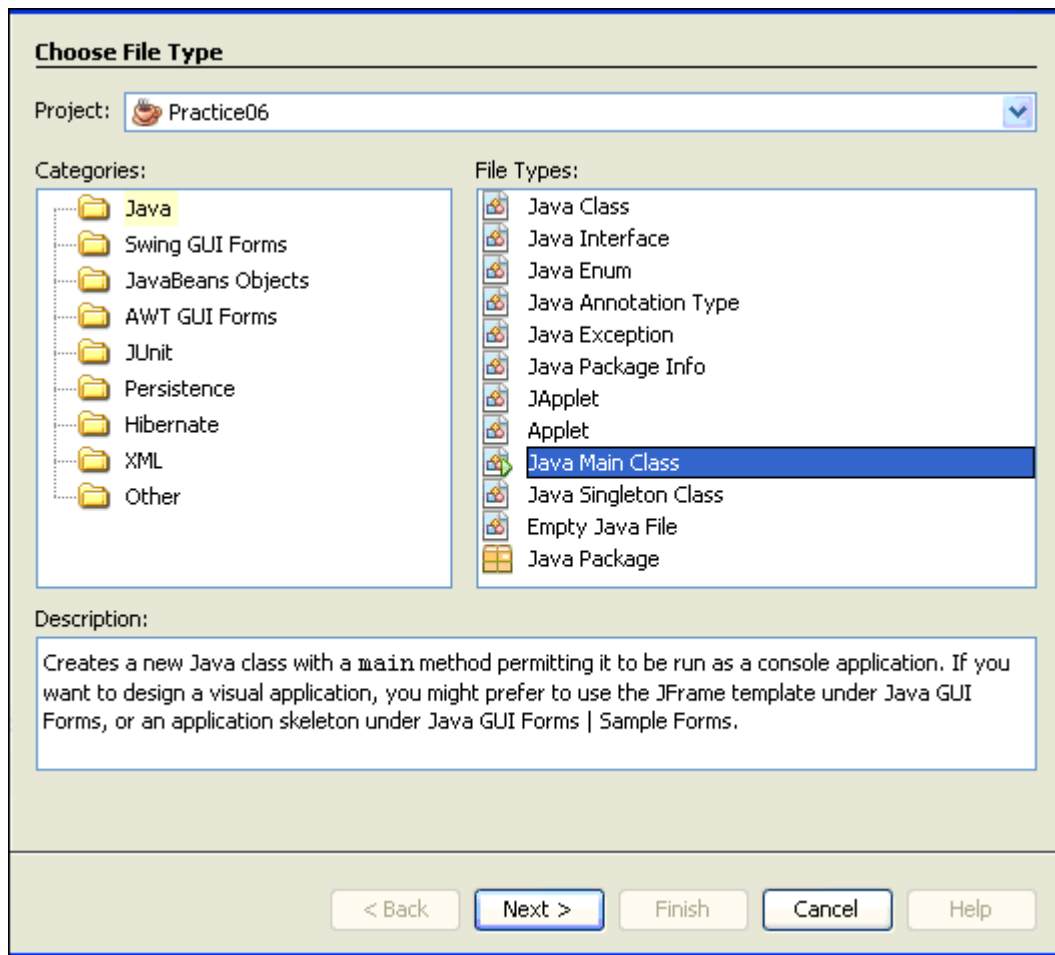 Choose File Type
Project: Practice06
Categories:
Java
Swing GUI Forms
JavaBeans Objects
AWT GUI Forms
JUnit
Persistence
Hibernate
XML
Other
File Types:
Java Class
Java Interface
Java Enum
Java Annotation Type
Java Exception
Java Package Info
JApplet
Applet
Java Main Class
Java Singleton Class
Empty Java File
Java Package
Description:
Creates a new Java class with a main method permitting it to be run as a console application. If you
want to design a visual application, you might prefer to use the JFrame template under Java GUI
Forms, or an application skeleton under Java GUI Forms | Sample Forms.
< Back Next > Finish Cancel Help